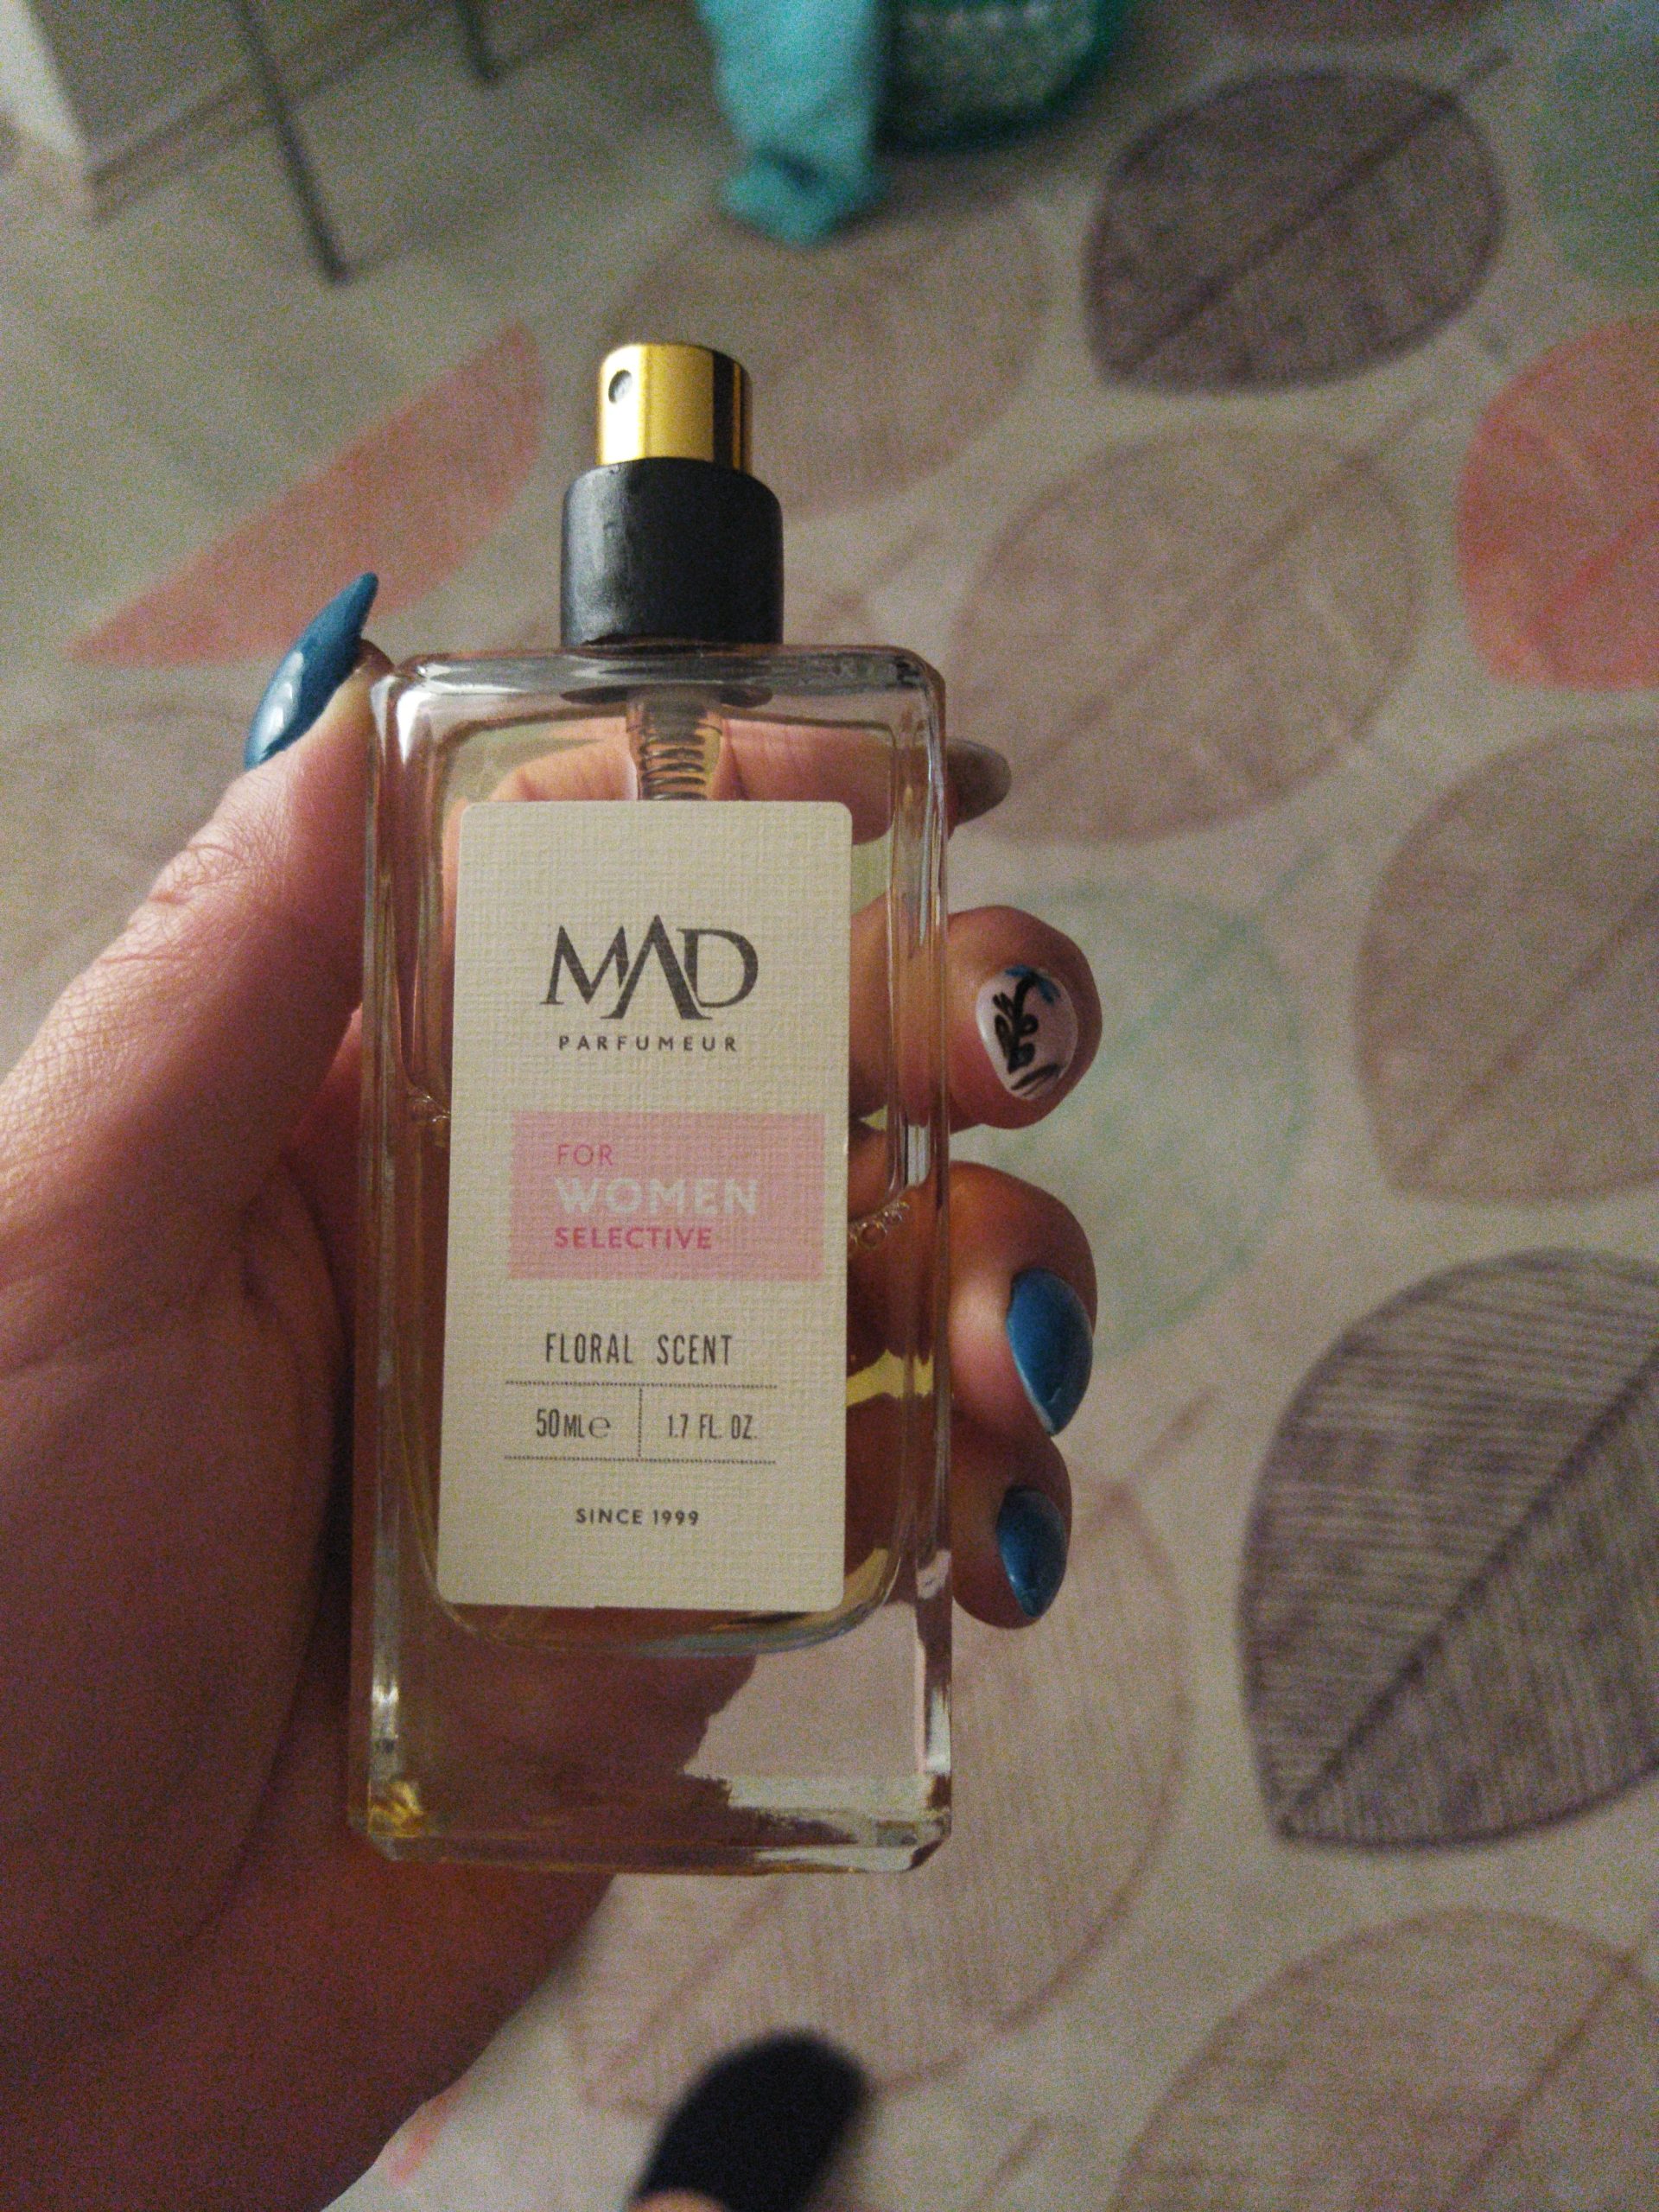 MAD
PARFUMEUR
FOR
WOMEN
SELECTIVE
FLORAL SCENT
50ML℮ 1.7 FL. OZ.
SINCE 1999